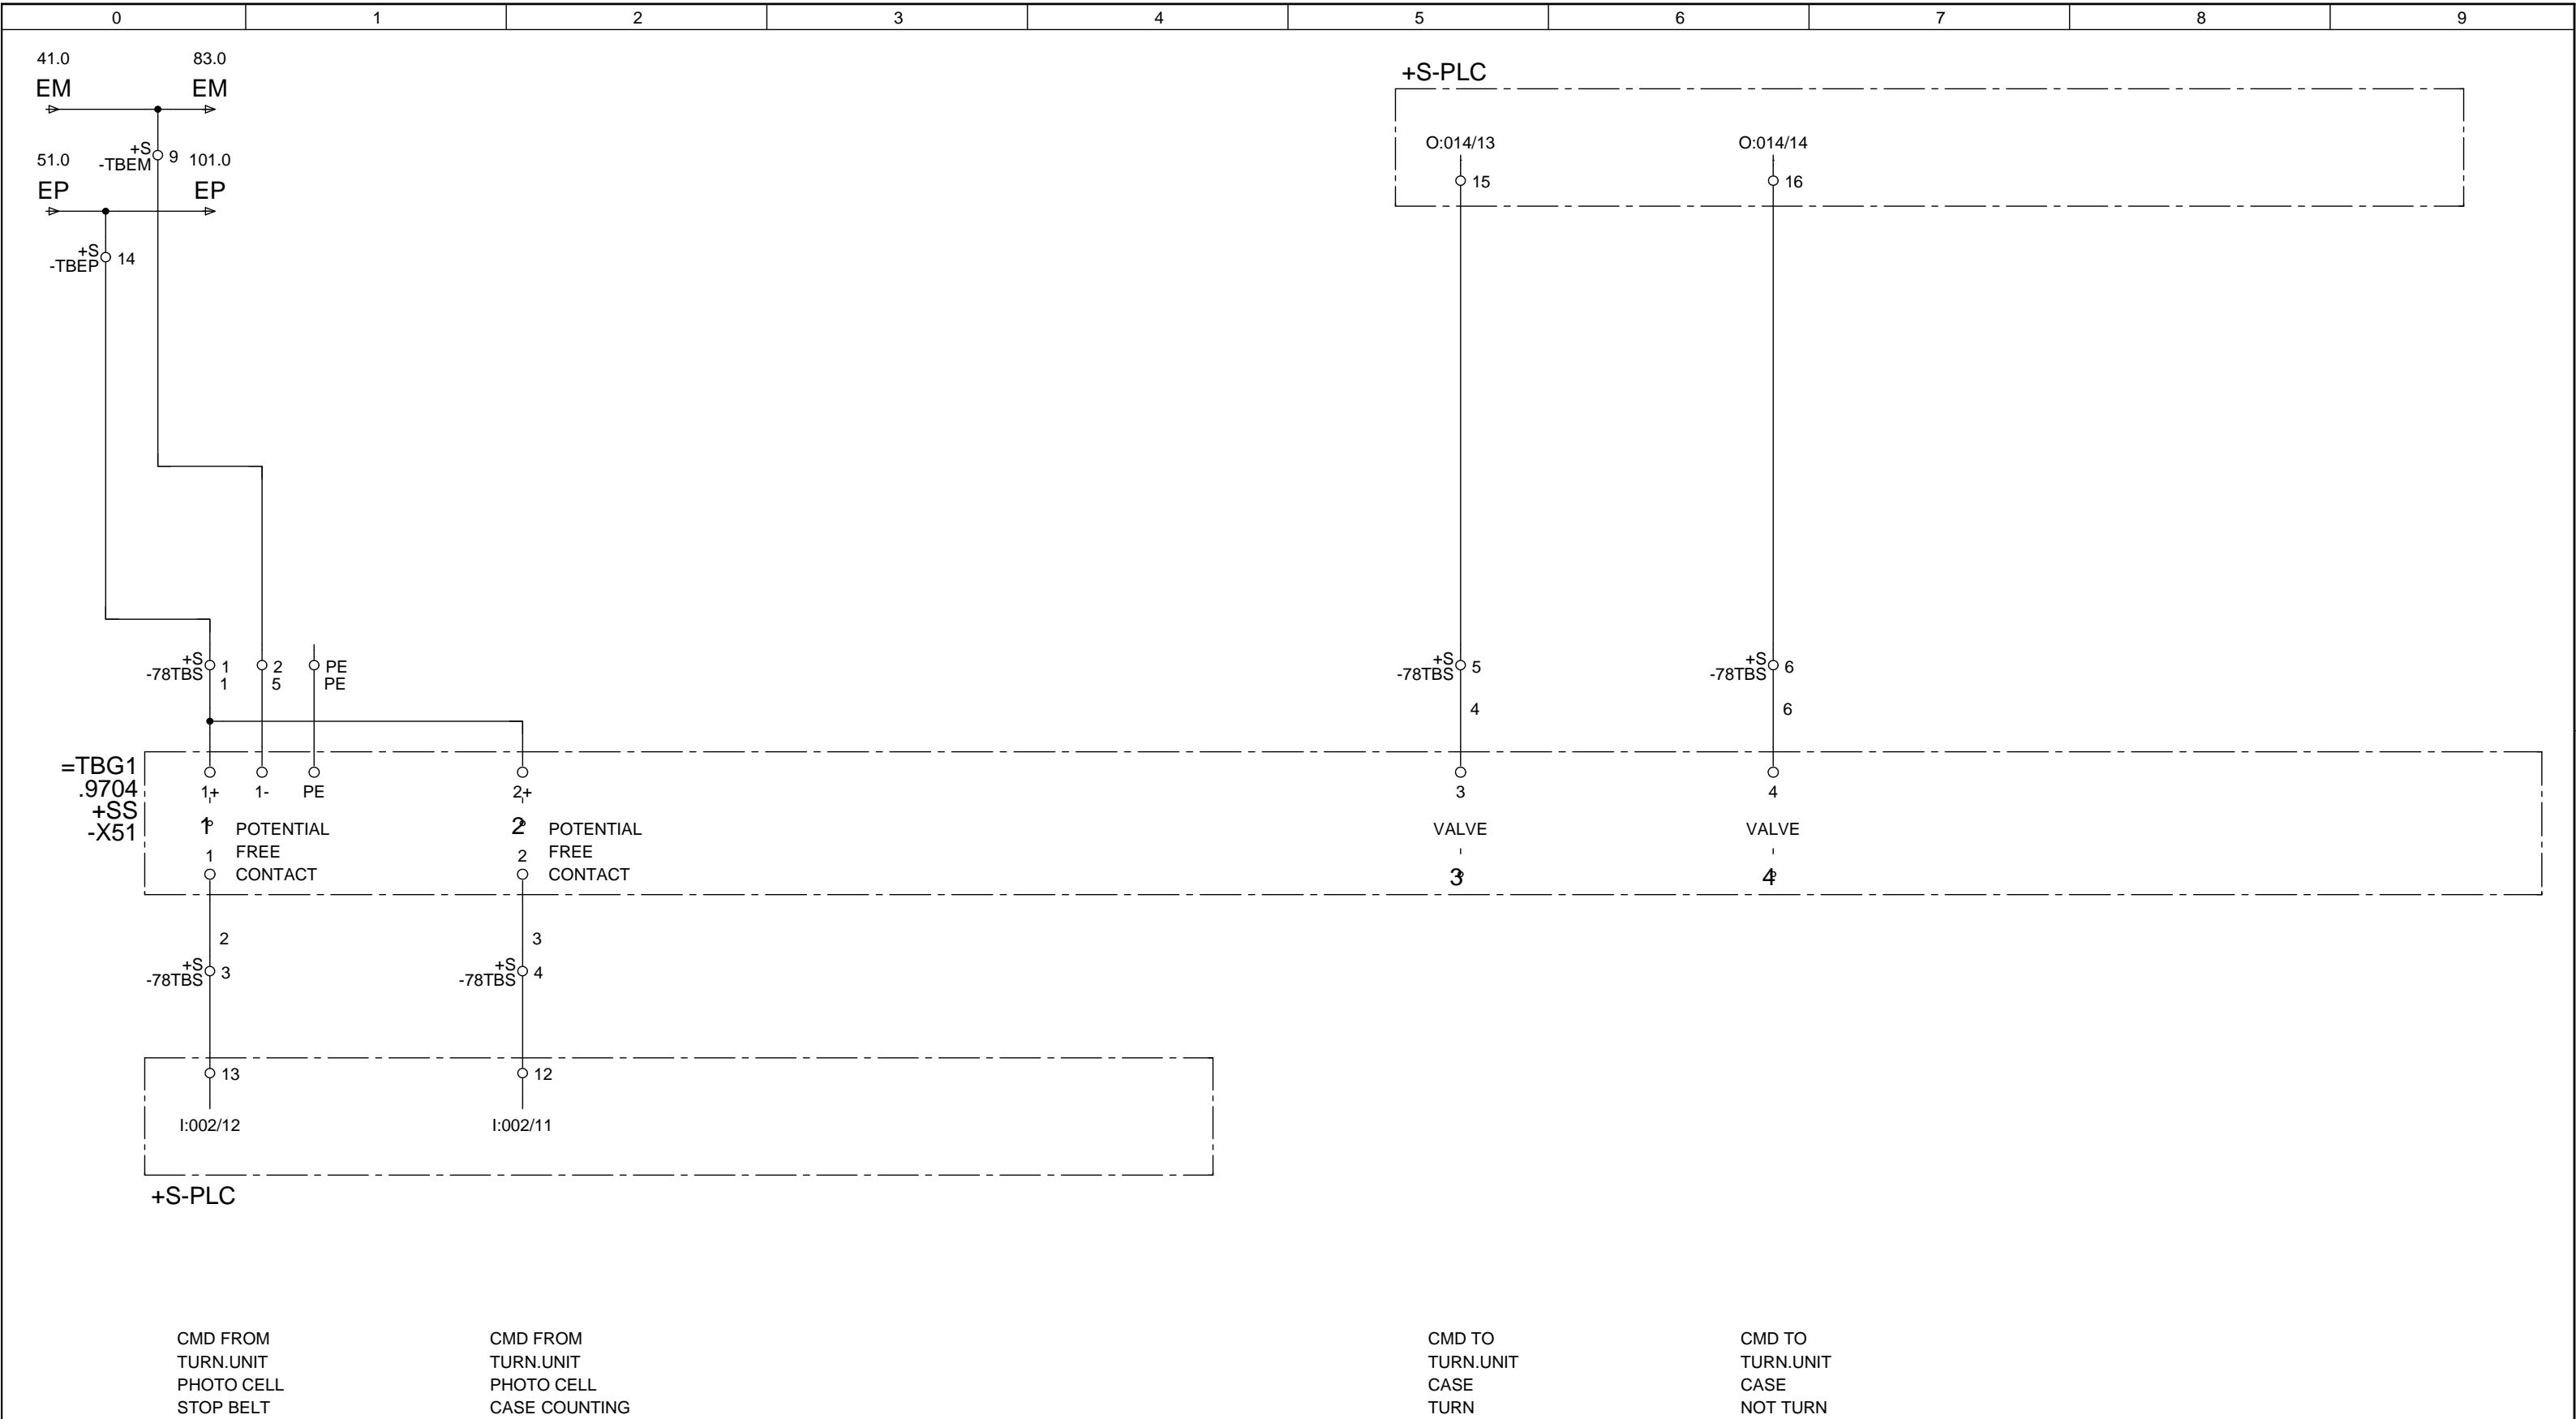 0 1 2 3 4 5 6 7 8 9
41.0 83.0
EM EM
+S-PLC
O:014/13 O:014/14
+S
-TBEM 9
51.0 101.0
EP EP
15 16
+S
-TBEP 14
+S
-78TBS 1 2 PE
1 5 PE
+S
-78TBS 5
+S
-78TBS 6
4 6
=TBG1
.9704
+SS
-X51
1+ 1- PE 2+ 3 4
1 POTENTIAL
FREE
CONTACT
1
2 POTENTIAL
FREE
CONTACT
2
VALVE
3
VALVE
4
2 3
+S
-78TBS 3
+S
-78TBS 4
13 12
I:002/12 I:002/11
+S-PLC
CMD FROM
TURN.UNIT
PHOTO CELL
STOP BELT
CMD FROM
TURN.UNIT
PHOTO CELL
CASE COUNTING
CMD TO
TURN.UNIT
CASE
TURN
CMD TO
TURN.UNIT
CASE
NOT TURN